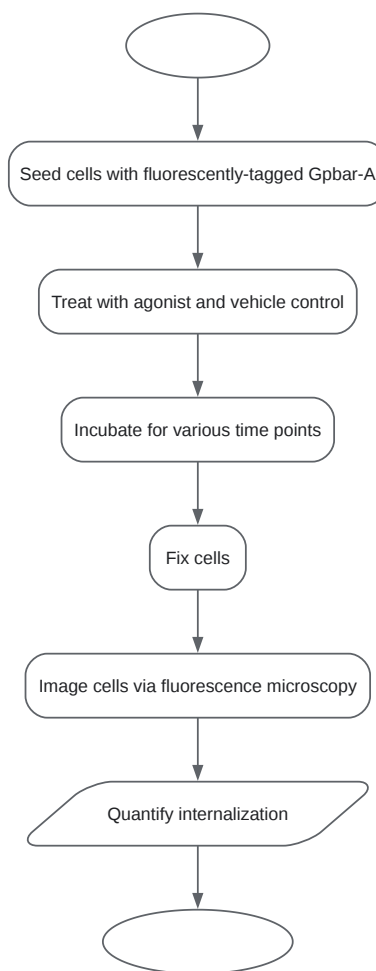 Seed cells with fluorescently-tagged Gpbar-A
Treat with agonist and vehicle control
Incubate for various time points
Fix cells
Image cells via fluorescence microscopy
Quantify internalization